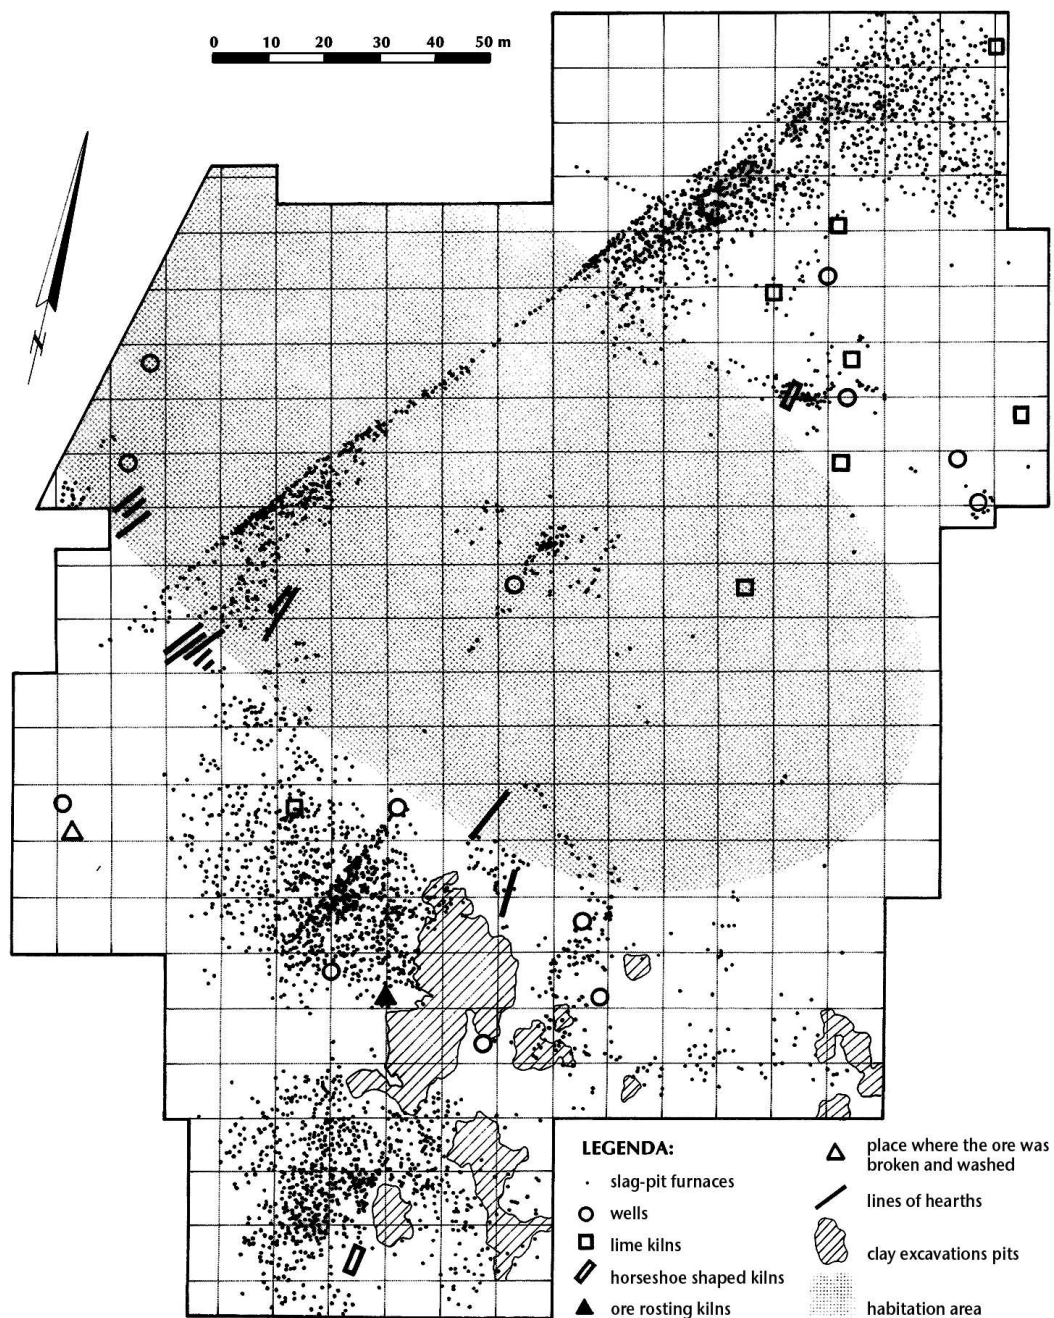 0 10 20 30 40 50 m
N
LEGENDA:
slag-pit furnaces
wells
lime kilns
horseshoe shaped kilns
ore rosting kilns
place where the ore was
broken and washed
lines of hearths
clay excavations pits
habitation area